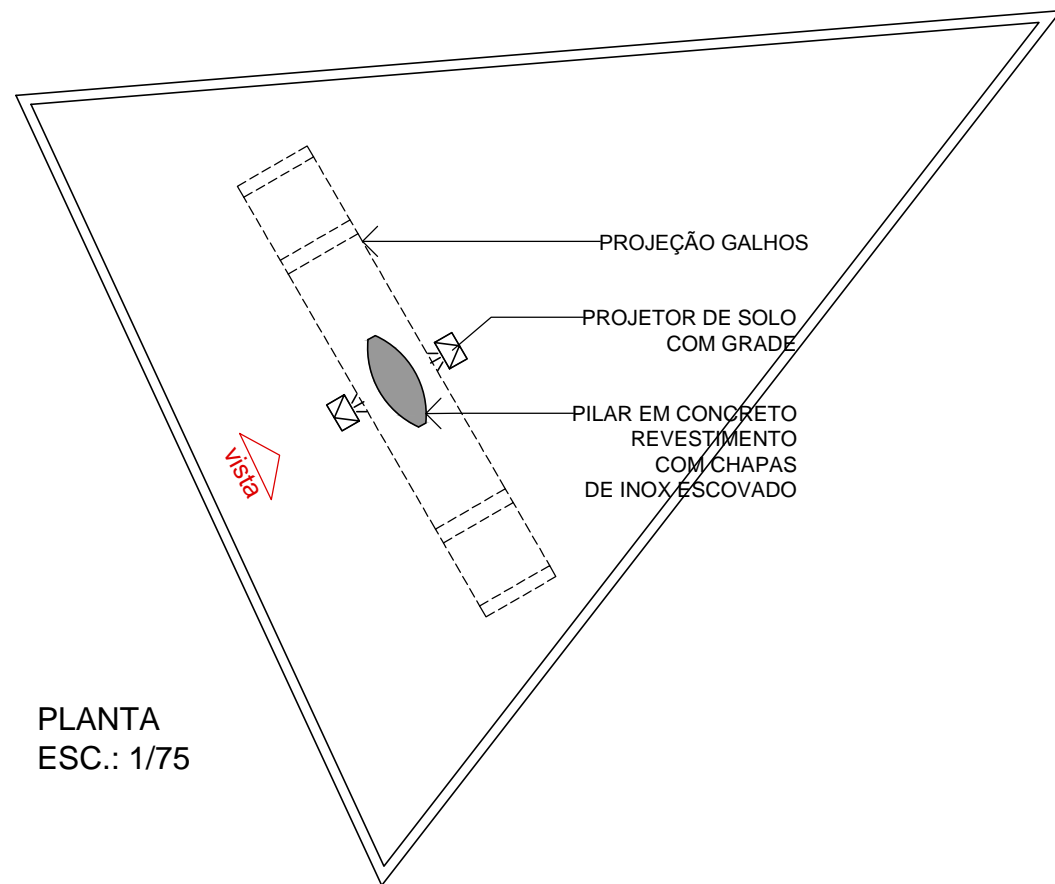 PROJEÇÃO GALHOS
PROJETOR DE SOLO
COM GRADE
PILAR EM CONCRETO
REVESTIMENTO
COM CHAPAS
DE INOX ESCOVADO
vista
PLANTA
ESC.: 1/75